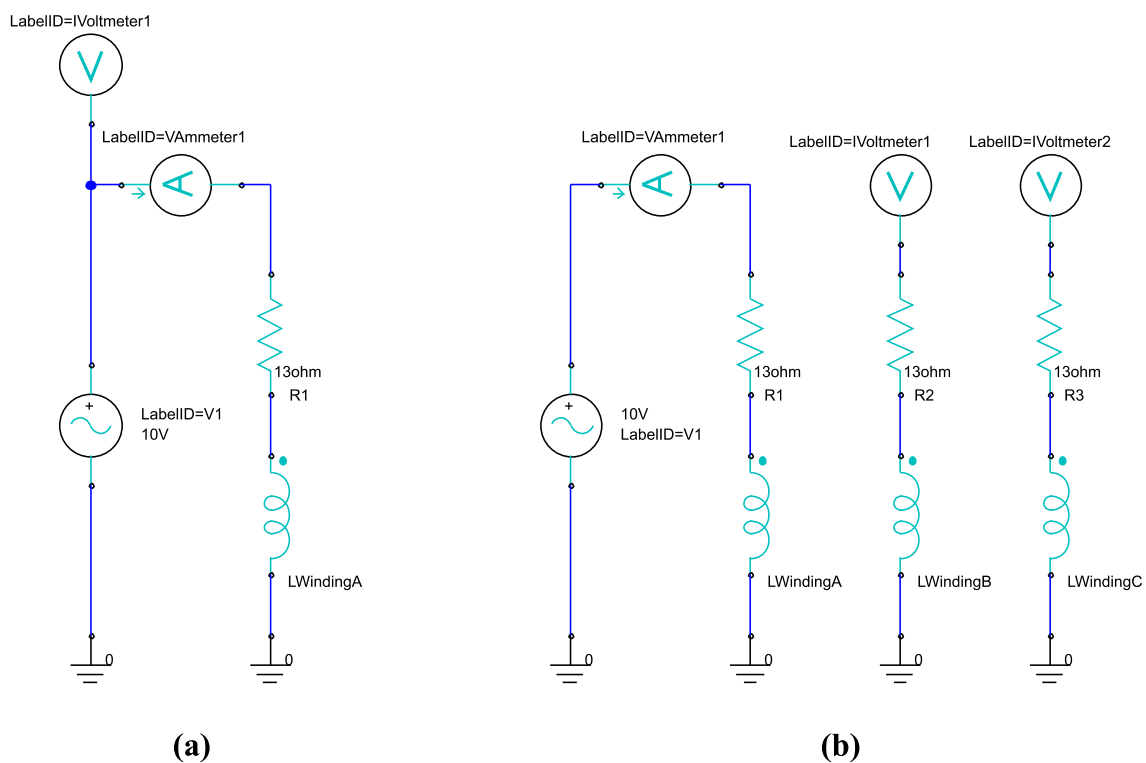 LabelID=IVoltmeter1
V
LabelID=VAmmeter1
A
13ohm
R1
+
LabelID=V1
10V
LWindingA
0
0
(a)
LabelID=VAmmeter1
A
LabelID=IVoltmeter1
V
LabelID=IVoltmeter2
V
13ohm
R1
13ohm
R2
13ohm
R3
+
10V
LabelID=V1
LWindingA
LWindingB
LWindingC
0
0
0
0
(b)